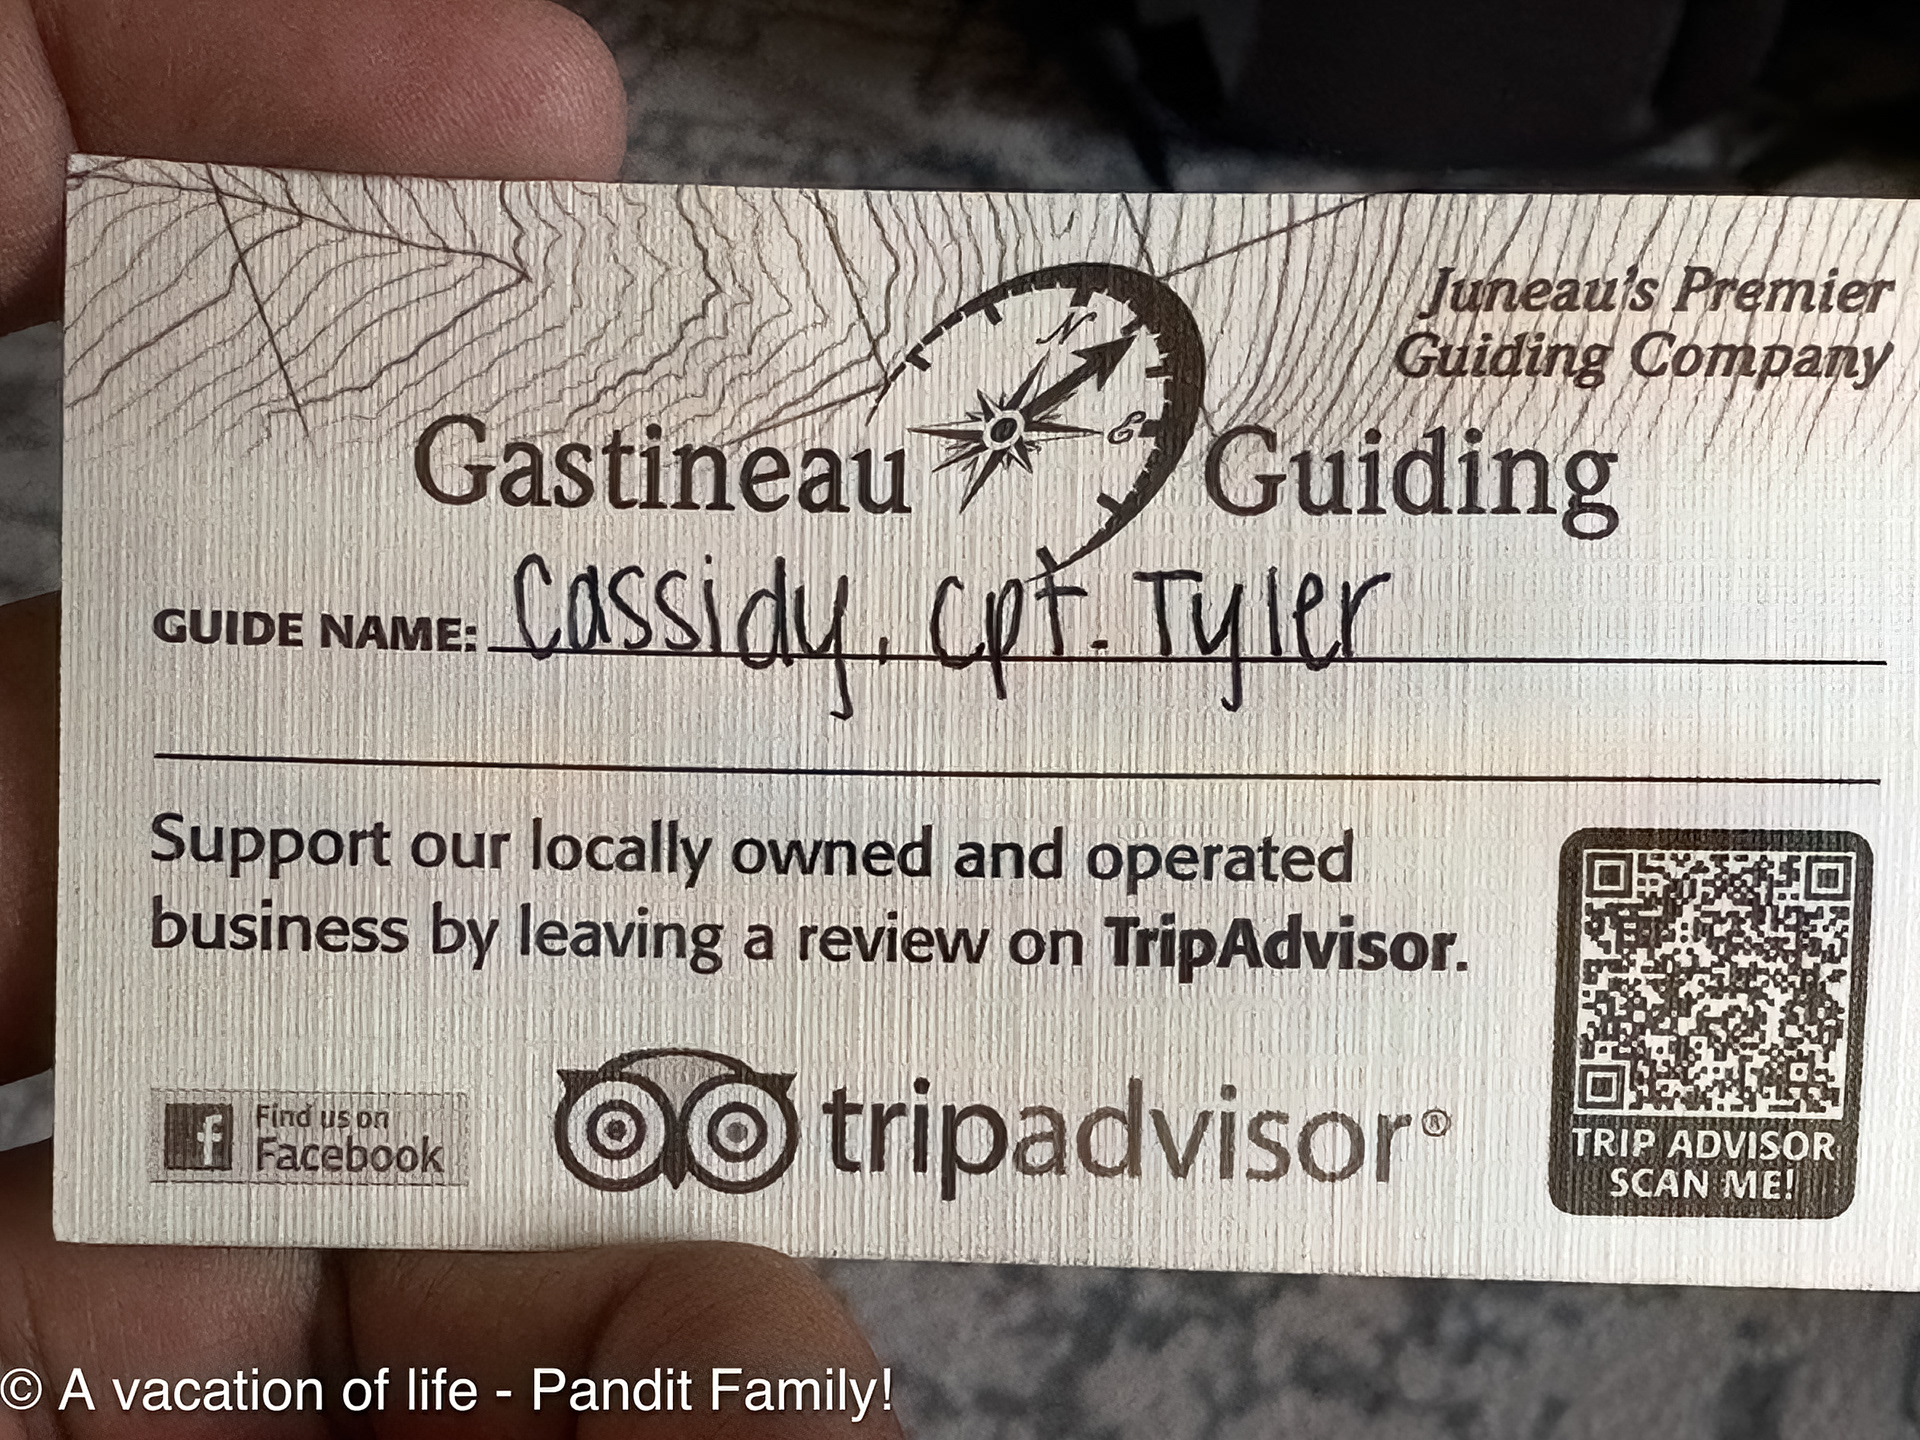 Juneau's Premier
Guiding Company
N
G
Gastineau Guiding
GUIDE NAME: Cassidy, Cpt. Tyler
Support our locally owned and operated
business by leaving a review on TripAdvisor.
f Find us on
Facebook
tripadvisor®
TRIP ADVISOR
SCAN ME!
© A vacation of life - Pandit Family!